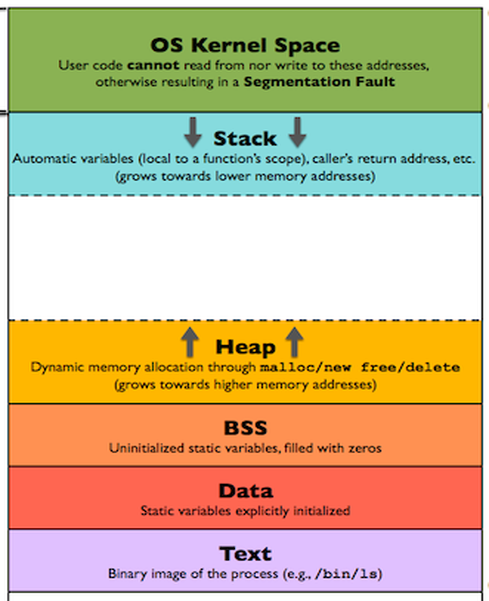 OS Kernel Space
User code cannot read from nor write to these addresses,
otherwise resulting in a Segmentation Fault
Stack
Automatic variables (local to a function's scope), caller's return address, etc.
(grows towards lower memory addresses)
Heap
Dynamic memory allocation through malloc/new free/delete
(grows towards higher memory addresses)
BSS
Uninitialized static variables, filled with zeros
Data
Static variables explicitly initialized
Text
Binary image of the process (e.g., /bin/ls)